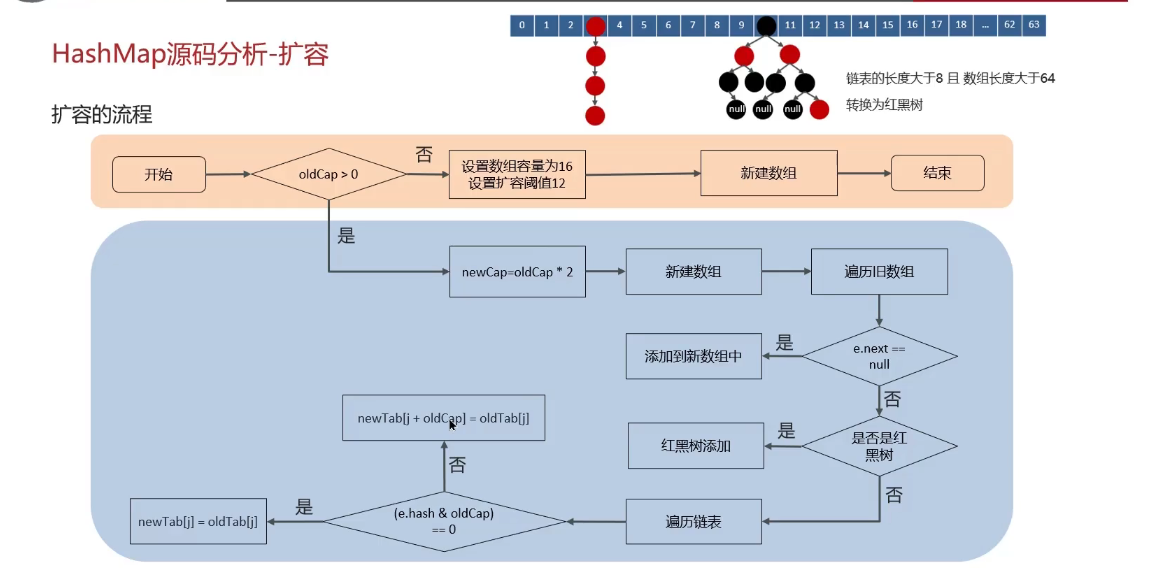 0 1 2 4 5 6 7 8 9 11 12 13 14 15 16 17 18 ... 62 63
HashMap源码分析-扩容
链表的长度大于8 且 数组长度大于64
转换为红黑树
null null null
扩容的流程
开始
oldCap > 0
否
设置数组容量为16
设置扩容阈值12
新建数组
结束
是
newCap=oldCap * 2
新建数组
遍历旧数组
e.next ==
null
是
添加到新数组中
否
是否是红
黑树
是
红黑树添加
否
遍历链表
(e.hash & oldCap)
== 0
否
newTab[j + oldCap] = oldTab[j]
是
newTab[j] = oldTab[j]